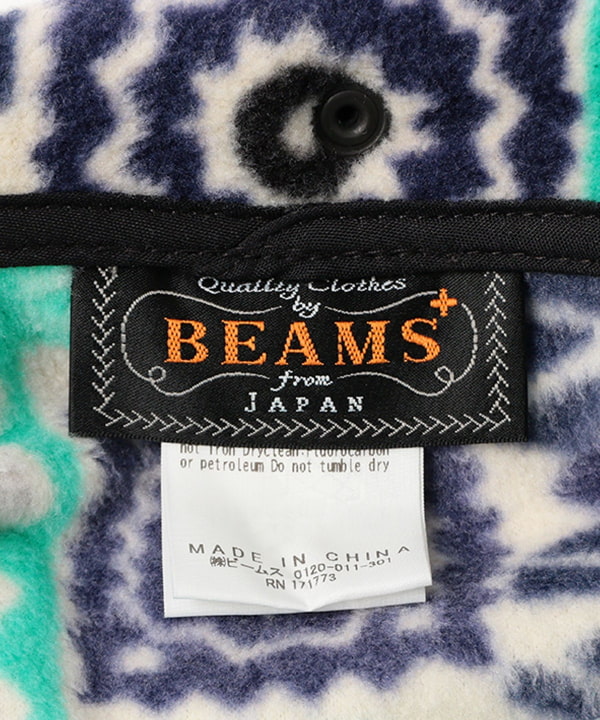 Quality Clothes
by
BEAMS+
from
JAPAN
not iron Dryclean:Fluorocarbon
or petroleum Do not tumble dry
MADE IN CHINA
㈱ビームス 0120-011-301
RN 171773